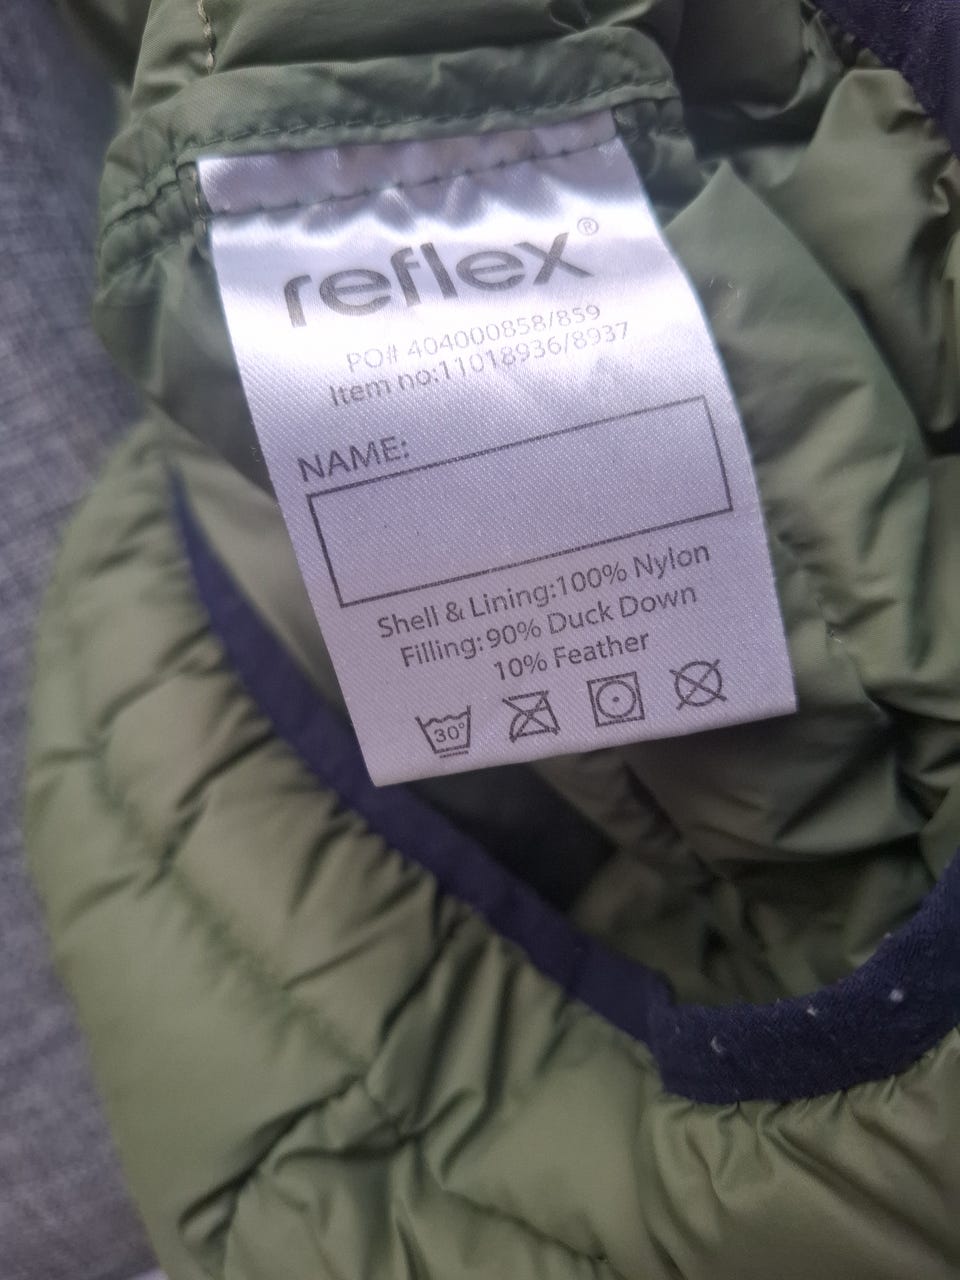 reflex®
PO# 404000858/859
Item no:11018936/8937
NAME:
Shell & Lining:100% Nylon
Filling:90% Duck Down
10% Feather
30°